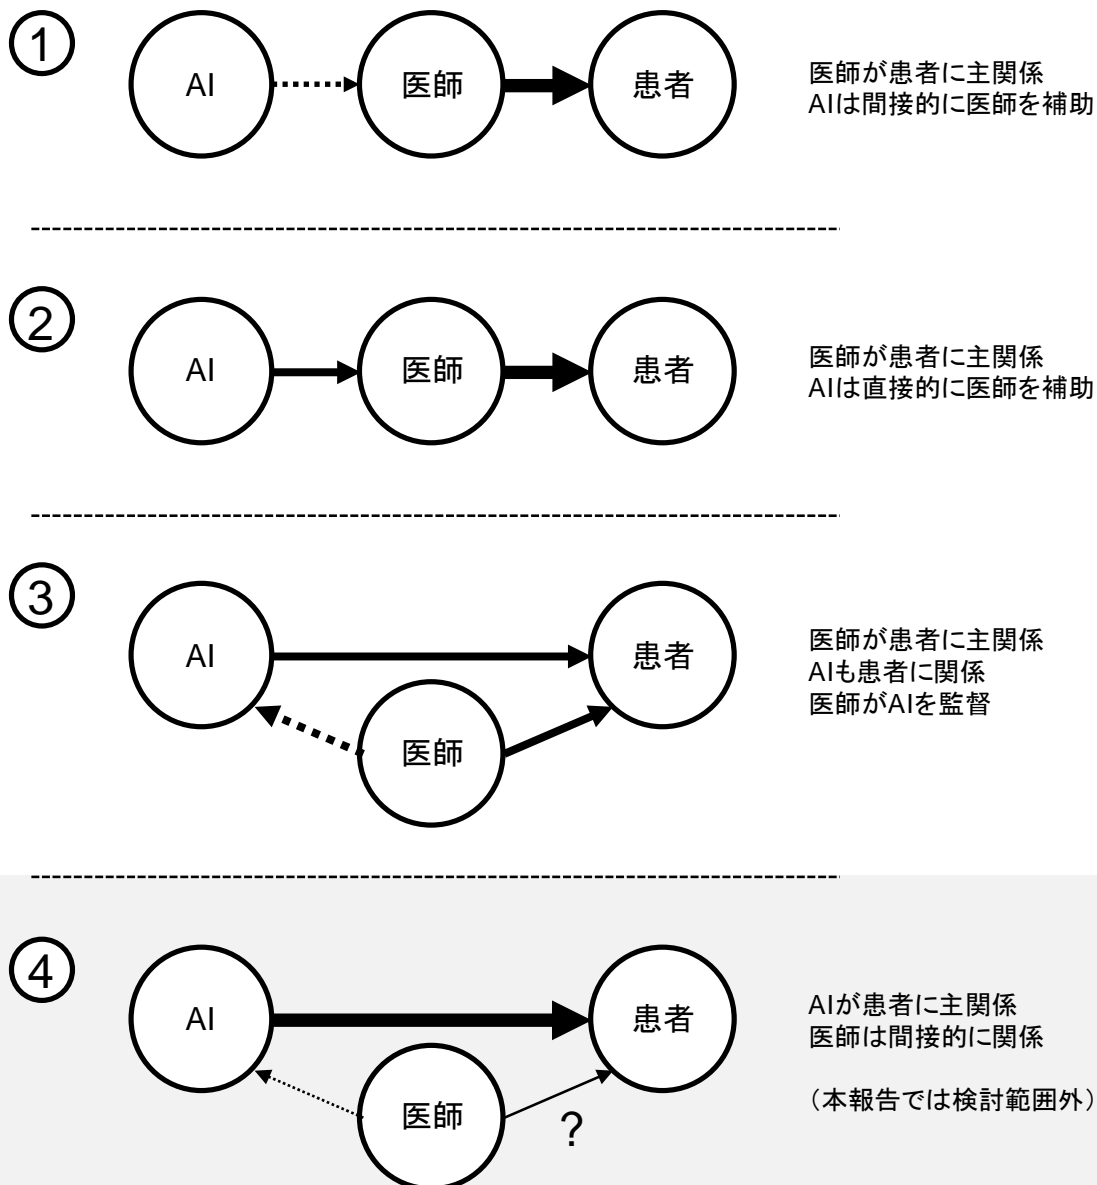 ①
AI
医師
患者
医師が患者に主関係
AIは間接的に医師を補助
②
AI
医師
患者
医師が患者に主関係
AIは直接的に医師を補助
③
AI
患者
医師
医師が患者に主関係
AIも患者に関係
医師がAIを監督
④
AI
患者
医師
?
AIが患者に主関係
医師は間接的に関係
（本報告では検討範囲外）